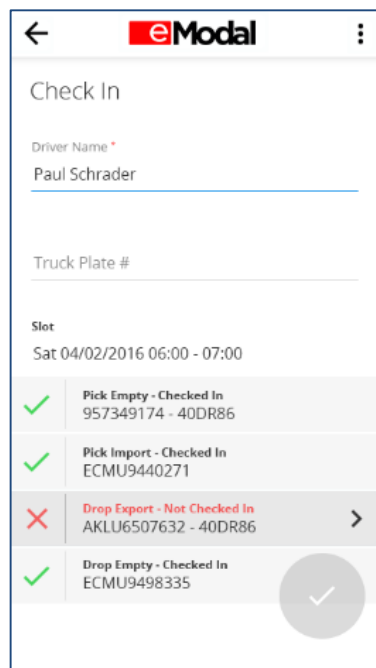 eModal
Check In
Driver Name *
Paul Schrader
Truck Plate #
Slot
Sat 04/02/2016 06:00 - 07:00
Pick Empty - Checked In
957349174 - 40DR86
Pick Import - Checked In
ECMU9440271
Drop Export - Not Checked In
AKLU6507632 - 40DR86
Drop Empty - Checked In
ECMU9498335